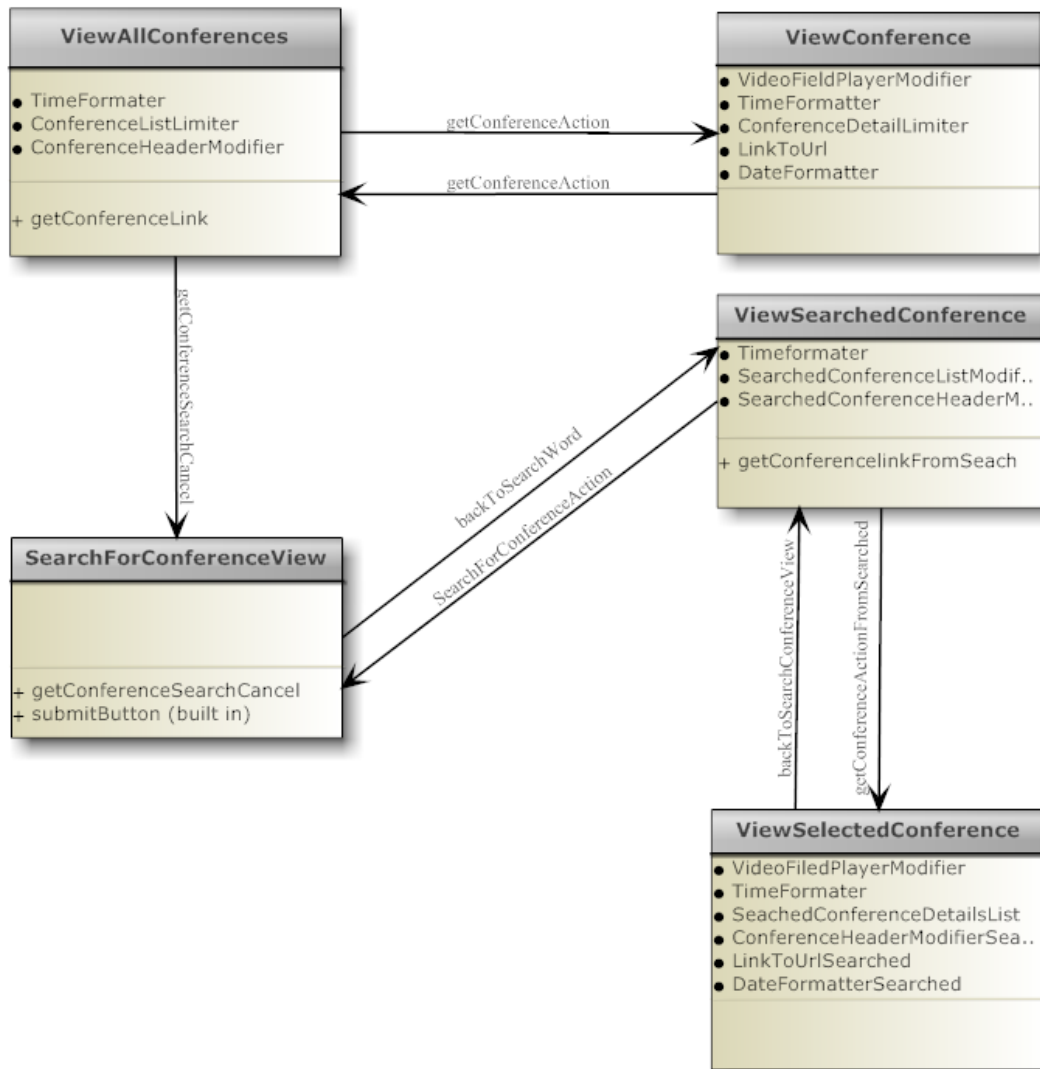 ViewAllConferences
● TimeFormater
● ConferenceListLimiter
● ConferenceHeaderModifier
+ getConferenceLink
getConferenceAction
getConferenceAction
ViewConference
● VideoFieldPlayerModifier
● TimeFormatter
● ConferenceDetailLimiter
● LinkToUrl
● DateFormatter
getConferenceSearchCancel
ViewSearchedConference
● Timeformater
● SearchedConferenceListModif..
● SearchedConferenceHeaderM..
+ getConferencelinkFromSeach
backToSearchWord
SearchForConferenceAction
SearchForConferenceView
+ getConferenceSearchCancel
+ submitButton (built in)
backToSearchConferenceView
getConferenceActionFromSearched
ViewSelectedConference
● VideoFiledPlayerModifier
● TimeFormater
● SeachedConferenceDetailsList
● ConferenceHeaderModifierSea..
● LinkToUrlSearched
● DateFormatterSearched